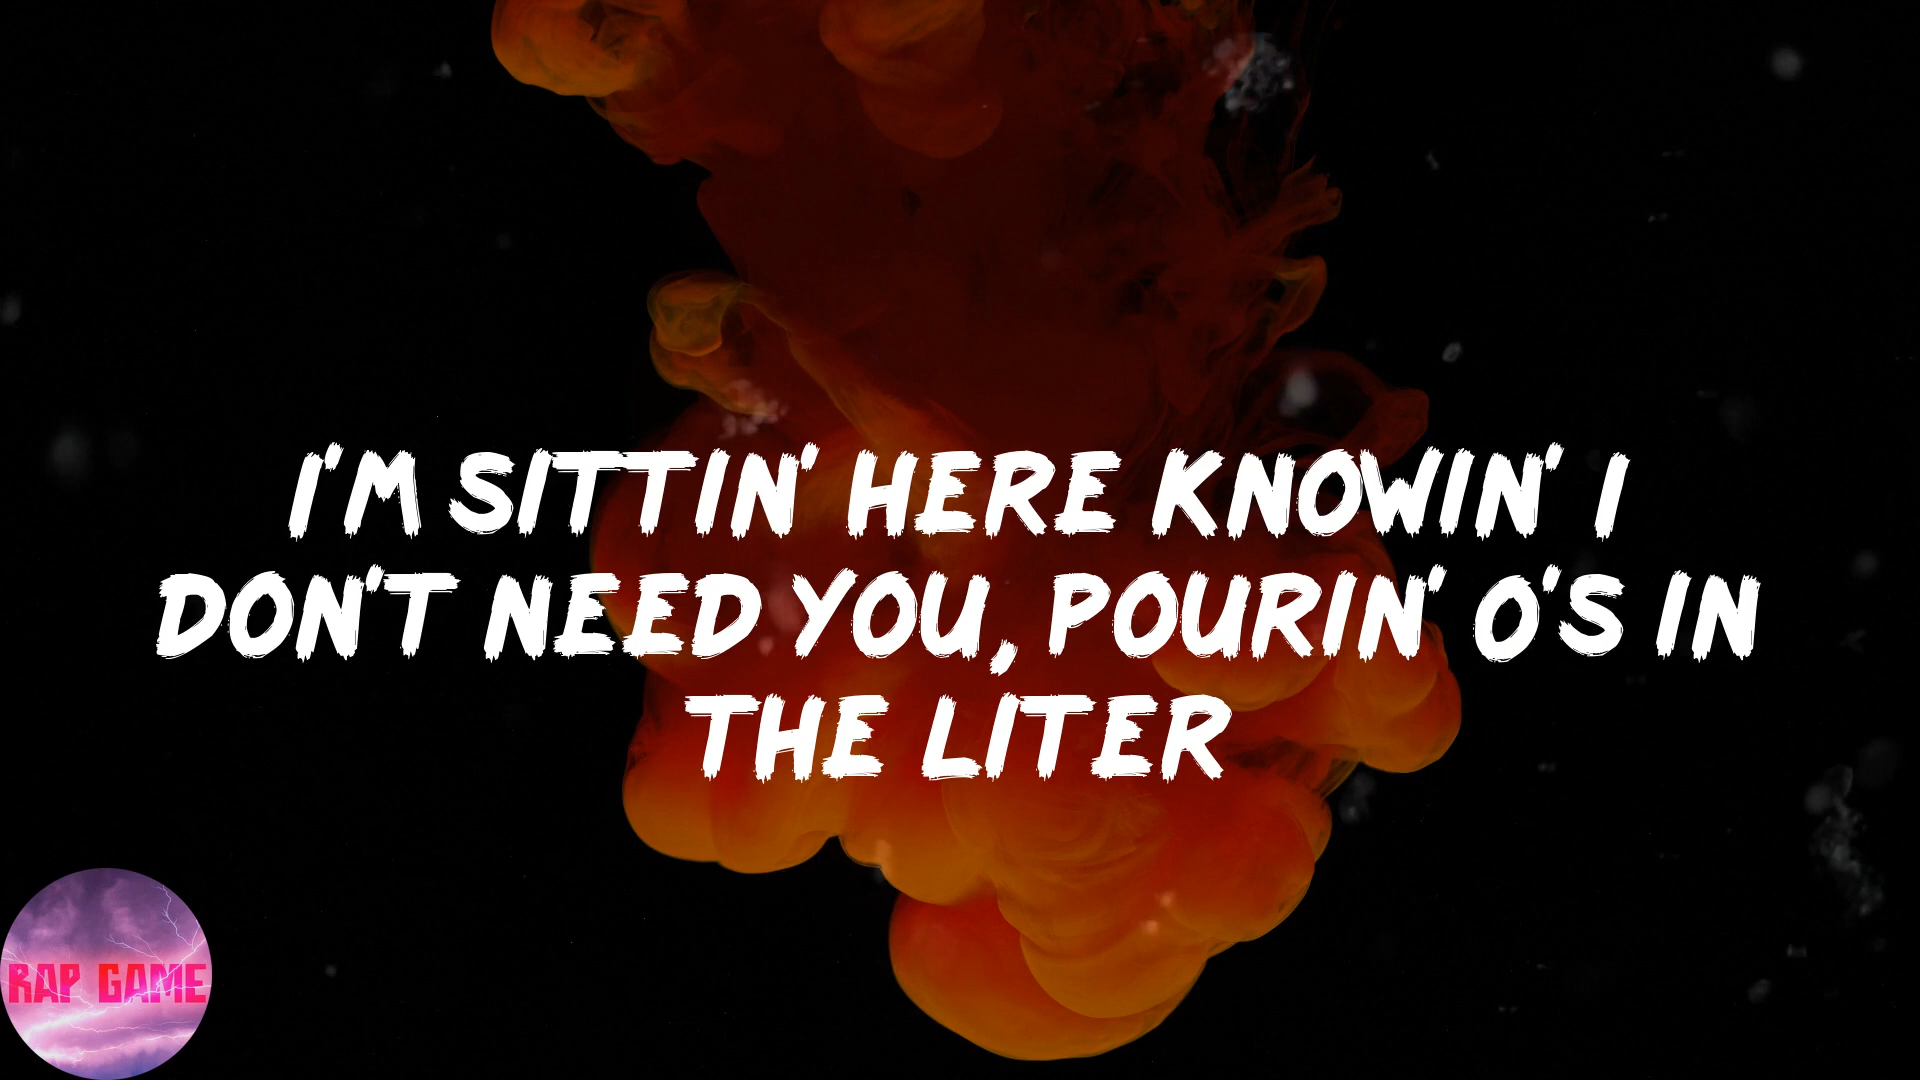 I'M SITTIN' HERE KNOWIN' I
DON'T NEED YOU, POURIN' O'S IN
THE LITER
RAP GAME